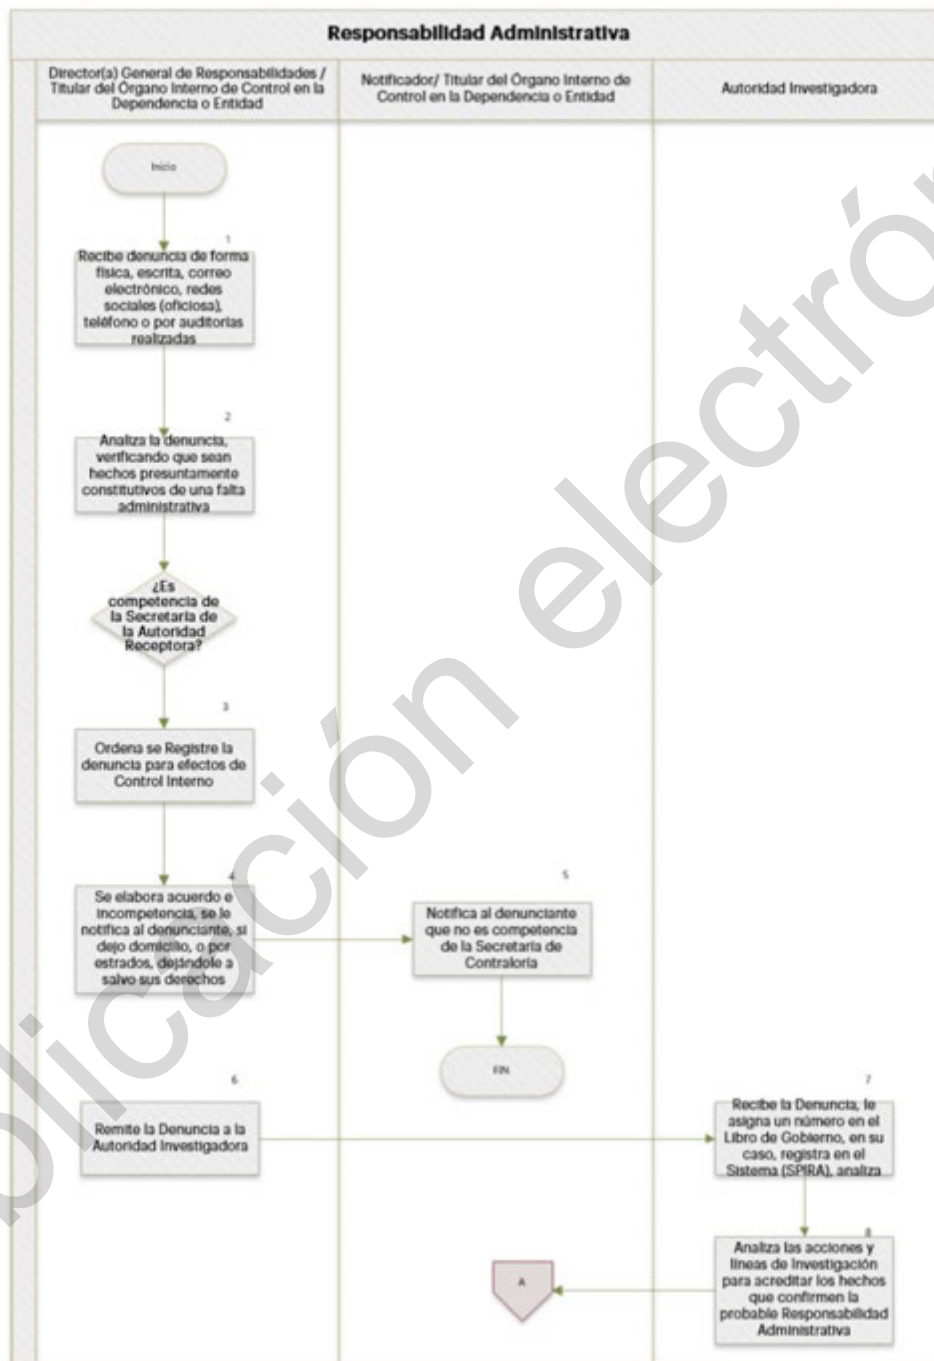 Responsabilidad Administrativa
Director(a) General de Responsabilidades /
Titular del Órgano Interno de Control en la
Dependencia o Entidad
Notificador/ Titular del Órgano Interno de
Control en la Dependencia o Entidad
Autoridad Investigadora
Inicio
1
Recibe denuncia de forma
física, escrita, correo
electrónico, redes
sociales (oficiosa),
teléfono o por auditorias
realizadas
2
Analiza la denuncia,
verificando que sean
hechos presuntamente
constitutivos de una falta
administrativa
¿Es
competencia de
la Secretaría de
la Autoridad
Receptora?
3
Ordena se Registre la
denuncia para efectos de
Control Interno
4
Se elabora acuerdo e
incompetencia, se le
notifica al denunciante, si
dejo domicilio, o por
estrados, dejándole a
salvo sus derechos
5
Notifica al denunciante
que no es competencia
de la Secretaría de
Contraloría
FIN
6
Remite la Denuncia a la
Autoridad Investigadora
7
Recibe la Denuncia, le
asigna un número en el
Libro de Gobierno, en su
caso, registra en el
Sistema (SPIRA), analiza
8
Analiza las acciones y
líneas de Investigación
para acreditar los hechos
que confirmen la
probable Responsabilidad
Administrativa
A
plicación electrón